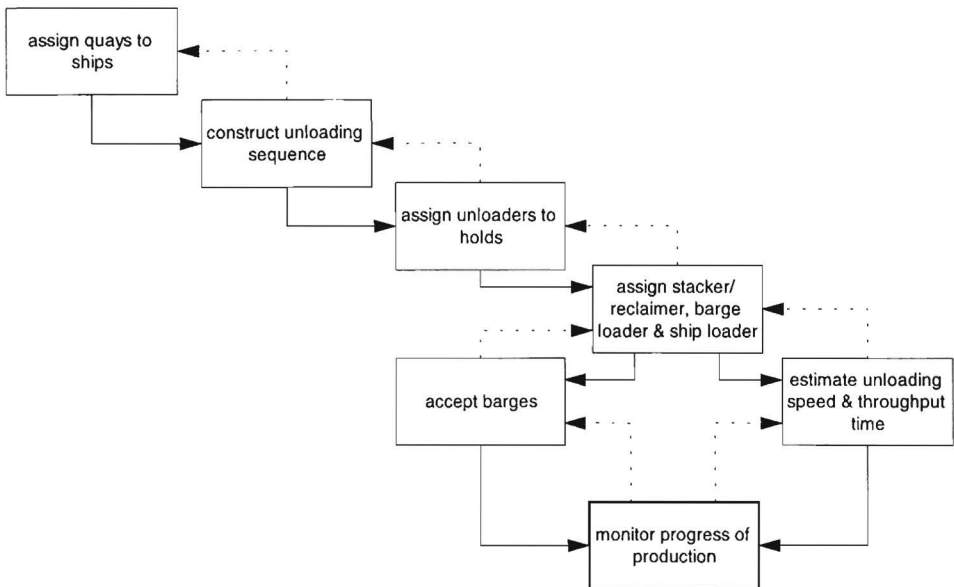 assign quays to
ships
construct unloading
sequence
assign unloaders to
holds
assign stacker/
reclaimer, barge
loader & ship loader
accept barges
estimate unloading
speed & throughput
time
monitor progress of
production